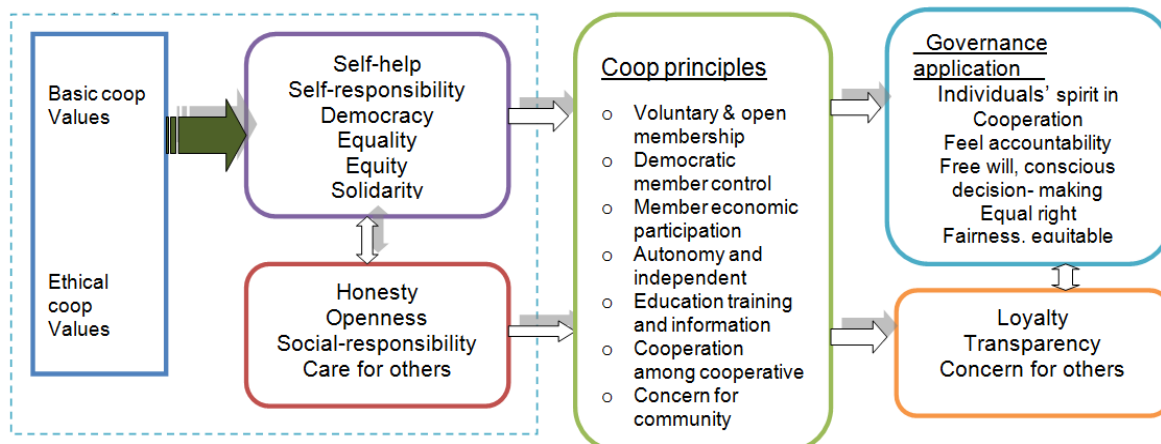 Basic coop
Values
Ethical
coop
Values
Self-help
Self-responsibility
Democracy
Equality
Equity
Solidarity
Honesty
Openness
Social-responsibility
Care for others
Coop principles
o Voluntary & open
membership
o Democratic
member control
o Member economic
participation
o Autonomy and
independent
o Education training
and information
o Cooperation
among cooperative
o Concern for
community
Governance
application
Individuals' spirit in
Cooperation
Feel accountability
Free will, conscious
decision- making
Equal right
Fairness, equitable
Loyalty
Transparency
Concern for others